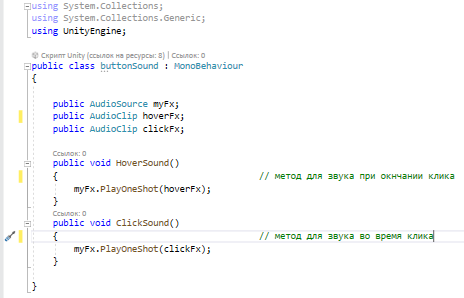 using System.Collections;
using System.Collections.Generic;
using UnityEngine;
Скрипт Unity (ссылок на ресурсы: 8) | Ссылок: 0
public class buttonSound : MonoBehaviour
{
public AudioSource myFx;
public AudioClip hoverFx;
public AudioClip clickFx;
Ссылок: 0
public void HoverSound()
{ // метод для звука при окнчании клика
myFx.PlayOneShot(hoverFx);
}
Ссылок: 0
public void ClickSound()
{ // метод для звука во время клика
myFx.PlayOneShot(clickFx);
}
}